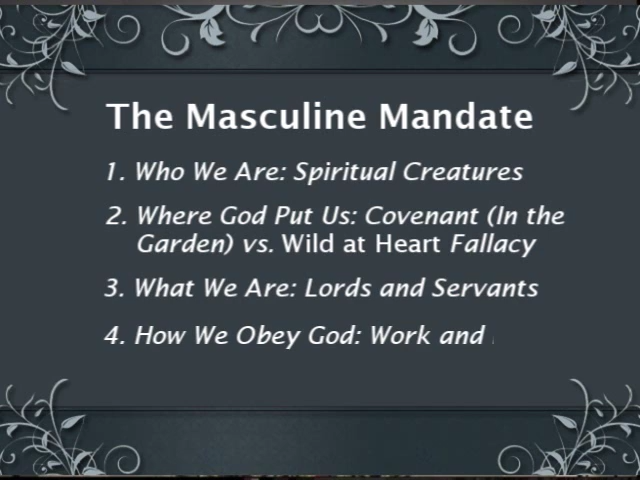 The Masculine Mandate
1. Who We Are: Spiritual Creatures
2. Where God Put Us: Covenant (In the
Garden) vs. Wild at Heart Fallacy
3. What We Are: Lords and Servants
4. How We Obey God: Work and